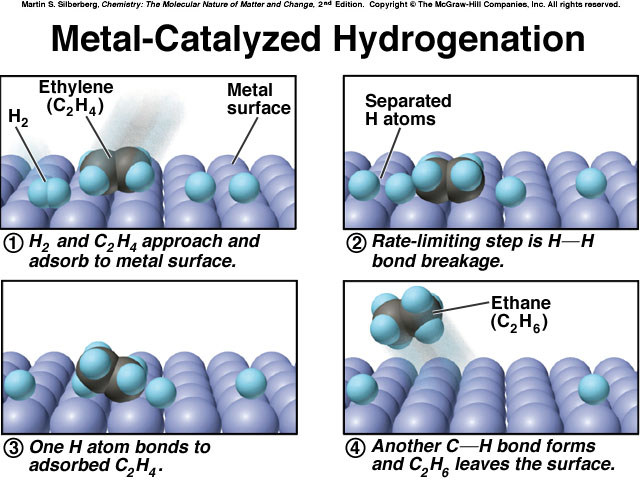 Martin S. Silberberg, Chemistry: The Molecular Nature of Matter and Change, 2nd Edition. Copyright © The McGraw-Hill Companies, Inc. All rights reserved.
Metal-Catalyzed Hydrogenation
H₂
Ethylene
(C₂H₄)
Metal
surface
① H₂ and C₂H₄ approach and
adsorb to metal surface.
Separated
H atoms
② Rate-limiting step is H—H
bond breakage.
③ One H atom bonds to
adsorbed C₂H₄.
Ethane
(C₂H₆)
④ Another C—H bond forms
and C₂H₆ leaves the surface.